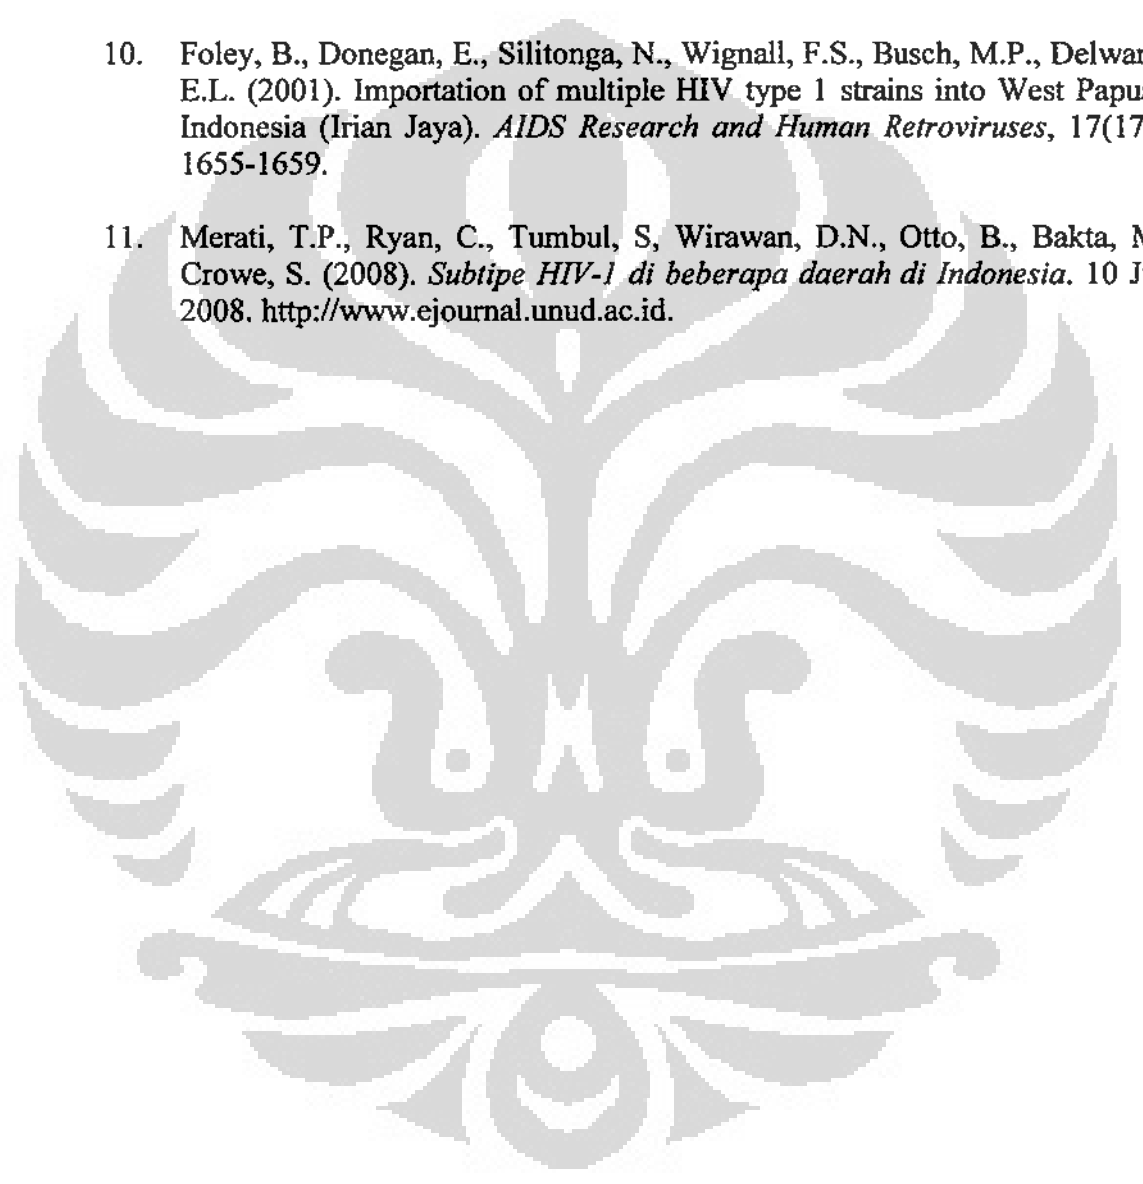 10. Foley, B., Donegan, E., Silitonga, N., Wignall, F.S., Busch, M.P.,
E.L. (2001). Importation of multiple HIV type 1 strains into West
Indonesia (Irian Jaya). AIDS Research and Human Retroviruses, 17(17
1655-1659.
11. Merati, T.P., Ryan, C., Tumbul, S, Wirawan, D.N., Otto, B., Bakta,
Crowe, S. (2008). Subtipe HIV-1 di beberapa daerah di Indonesia. 10
2008. http://www.ejournal.unud.ac.id.